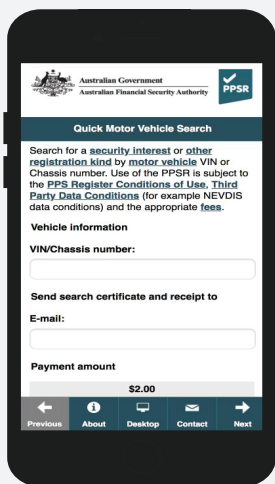 Australian Government
Australian Financial Security Authority
PPSR
Quick Motor Vehicle Search
Search for a security interest or other
registration kind by motor vehicle VIN or
Chassis number. Use of the PPSR is subject to
the PPS Register Conditions of Use, Third
Party Data Conditions (for example NEVDIS
data conditions) and the appropriate fees.
Vehicle information
VIN/Chassis number:
Send search certificate and receipt to
E-mail:
Payment amount
$2.00
Previous About Desktop Contact Next